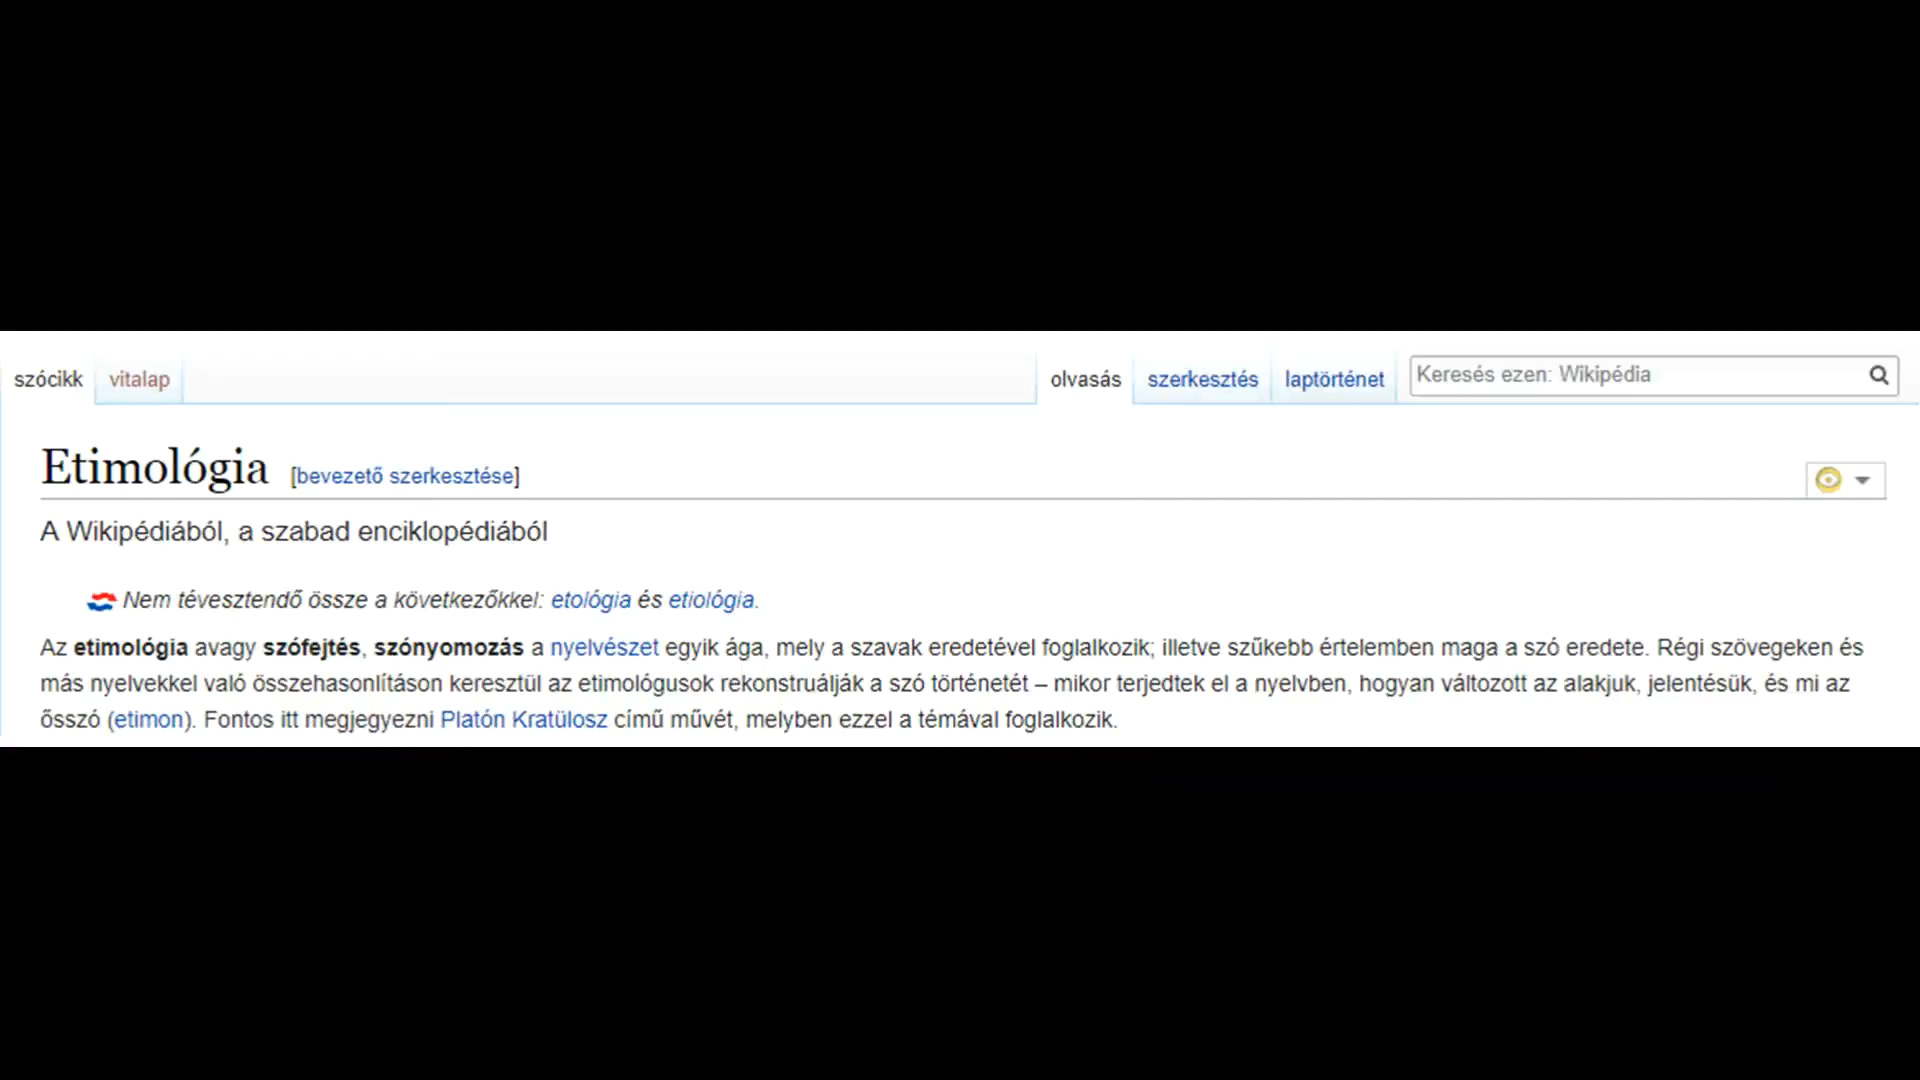 szócikk vitalap olvasás szerkesztés laptörténet Keresés ezen: Wikipédia
Etimológia [bevezető szerkesztése]
A Wikipédiából, a szabad enciklopédiából
Nem tévesztendő össze a következőkkel: etológia és etiológia.
Az etimológia avagy szófejtés, szónyomozás a nyelvészet egyik ága, mely a szavak eredetével foglalkozik; illetve szűkebb értelemben maga a szó eredete. Régi szövegeken és
más nyelvekkel való összehasonlításon keresztül az etimológusok rekonstruálják a szó történetét – mikor terjedtek el a nyelvben, hogyan változott az alakjuk, jelentésük, és mi az
ősszó (etimon). Fontos itt megjegyezni Platón Kratülosz című művét, melyben ezzel a témával foglalkozik.